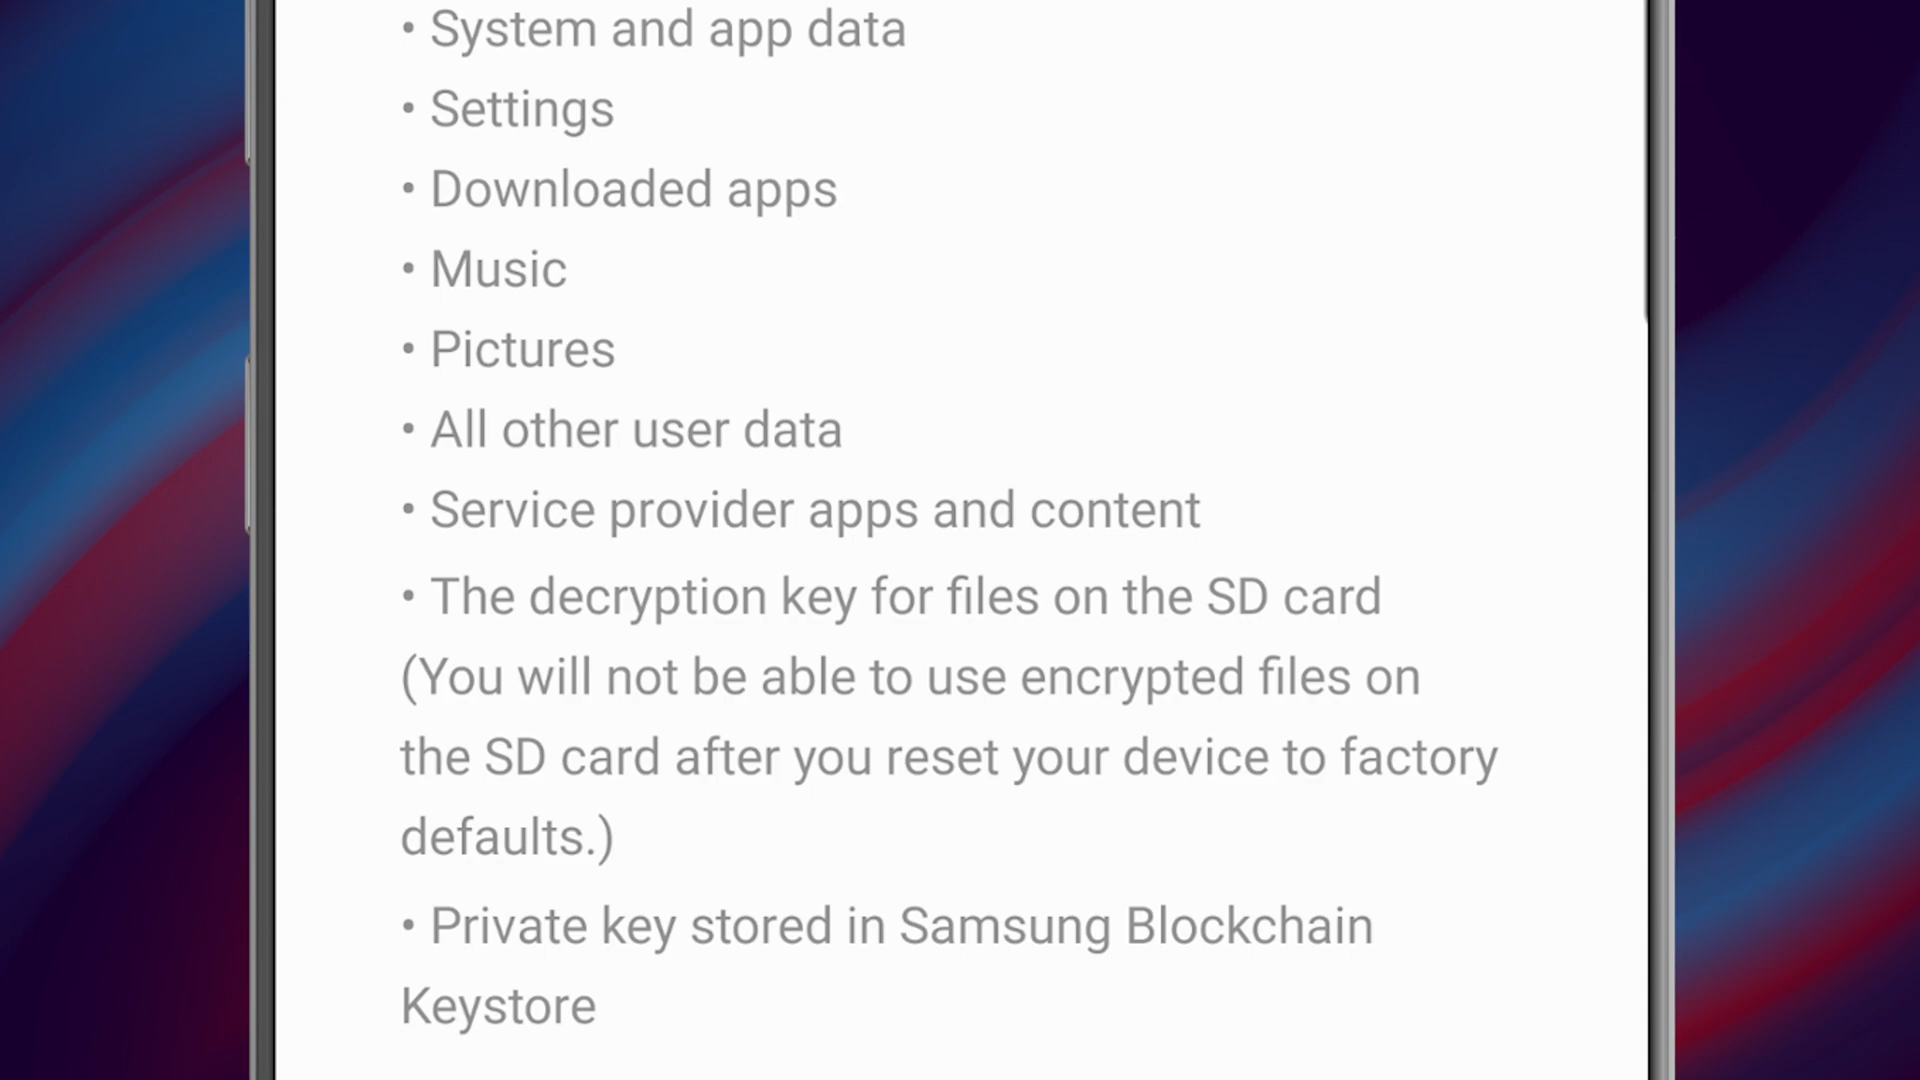 • System and app data
• Settings
• Downloaded apps
• Music
• Pictures
• All other user data
• Service provider apps and content
• The decryption key for files on the SD card
(You will not be able to use encrypted files on
the SD card after you reset your device to factory
defaults.)
• Private key stored in Samsung Blockchain
Keystore